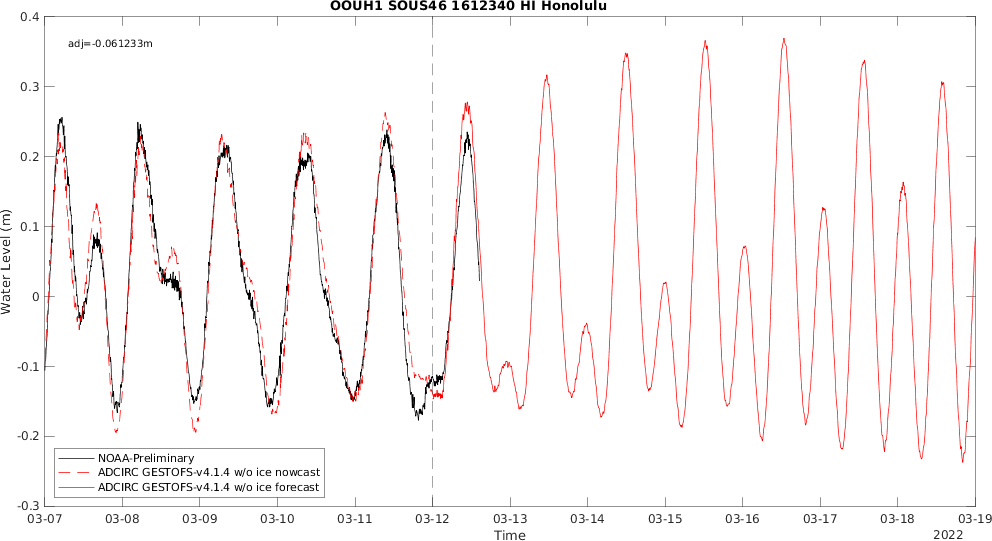 OOUH1 SOUS46 1612340 HI Honolulu
adj=-0.061233m
0.4
0.3
0.2
0.1
0
-0.1
-0.2
-0.3
Water Level (m)
NOAA-Preliminary
ADCIRC GESTOFS-v4.1.4 w/o ice nowcast
ADCIRC GESTOFS-v4.1.4 w/o ice forecast
03-07 03-08 03-09 03-10 03-11 03-12 03-13 03-14 03-15 03-16 03-17 03-18 03-19
Time
2022